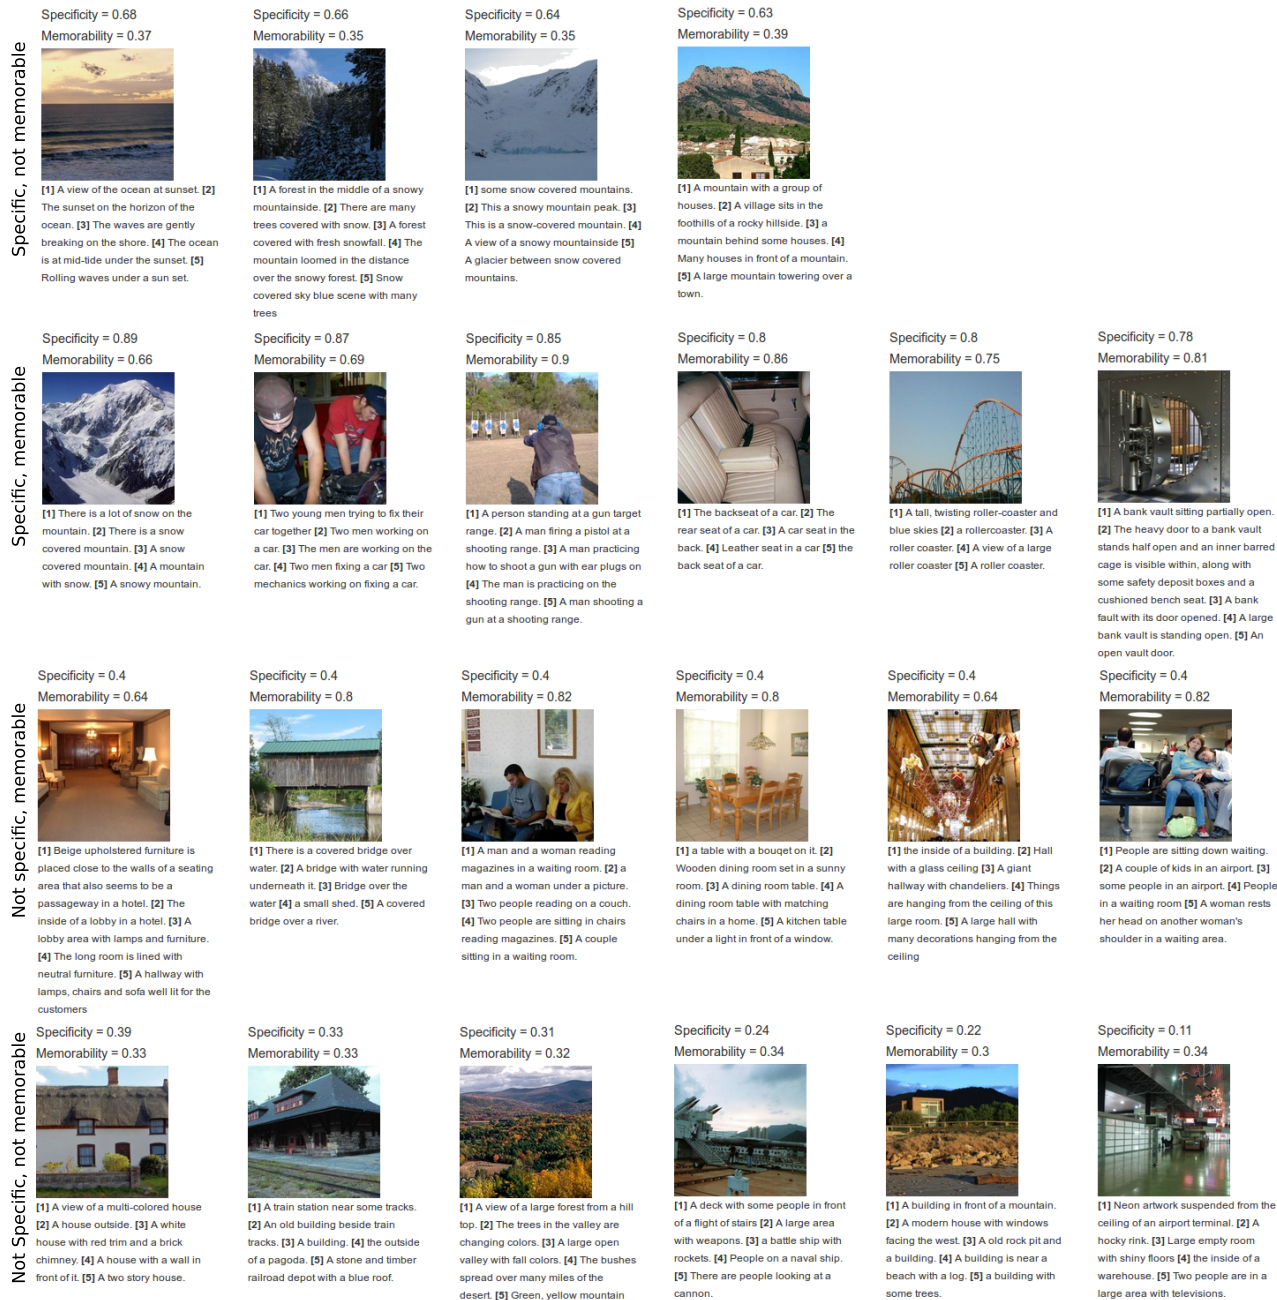 Specific, not memorable
Specificity = 0.68
Memorability = 0.37
[1] A view of the ocean at sunset. [2]
The sunset on the horizon of the
ocean. [3] The waves are gently
breaking on the shore. [4] The ocean
is at mid-tide under the sunset. [5]
Rolling waves under a sun set.
Specificity = 0.66
Memorability = 0.35
[1] A forest in the middle of a snowy
mountainside. [2] There are many
trees covered with snow. [3] A forest
covered with fresh snowfall. [4] The
mountain loomed in the distance
over the snowy forest. [5] Snow
covered sky blue scene with many
trees
Specificity = 0.64
Memorability = 0.35
[1] some snow covered mountains.
[2] This a snowy mountain peak. [3]
This is a snow-covered mountain. [4]
A view of a snowy mountainside [5]
A glacier between snow covered
mountains.
Specificity = 0.63
Memorability = 0.39
[1] A mountain with a group of
houses. [2] A village sits in the
foothills of a rocky hillside. [3] a
mountain behind some houses. [4]
Many houses in front of a mountain.
[5] A large mountain towering over a
town.
Specific, memorable
Specificity = 0.89
Memorability = 0.66
[1] There is a lot of snow on the
mountain. [2] There is a snow
covered mountain. [3] A snow
covered mountain. [4] A mountain
with snow. [5] A snowy mountain.
Specificity = 0.87
Memorability = 0.69
[1] Two young men trying to fix their
car together [2] Two men working on
a car. [3] The men are working on the
car. [4] Two men fixing a car [5] Two
mechanics working on fixing a car.
Specificity = 0.85
Memorability = 0.9
[1] A person standing at a gun target
range. [2] A man firing a pistol at a
shooting range. [3] A man practicing
how to shoot a gun with ear plugs on
[4] The man is practicing on the
shooting range. [5] A man shooting a
gun at a shooting range.
Specificity = 0.8
Memorability = 0.86
[1] The backseat of a car. [2] The
rear seat of a car. [3] A car seat in the
back. [4] Leather seat in a car [5] the
back seat of a car.
Specificity = 0.8
Memorability = 0.75
[1] A tall, twisting roller-coaster and
blue skies [2] a rollercoaster. [3] A
roller coaster. [4] A view of a large
roller coaster [5] A roller coaster.
Specificity = 0.78
Memorability = 0.81
[1] A bank vault sitting partially open.
[2] The heavy door to a bank vault
stands half open and an inner barred
cage is visible within, along with
some safety deposit boxes and a
cushioned bench seat. [3] A bank
fault with its door opened. [4] A large
bank vault is standing open. [5] An
open vault door.
Not specific, memorable
Specificity = 0.4
Memorability = 0.64
[1] Beige upholstered furniture is
placed close to the walls of a seating
area that also seems to be a
passageway in a hotel. [2] The
inside of a lobby in a hotel. [3] A
lobby area with lamps and furniture.
[4] The long room is lined with
neutral furniture. [5] A hallway with
lamps, chairs and sofa well lit for the
customers
Specificity = 0.4
Memorability = 0.8
[1] There is a covered bridge over
water. [2] A bridge with water running
underneath it. [3] Bridge over the
water [4] a small shed. [5] A covered
bridge over a river.
Specificity = 0.4
Memorability = 0.82
[1] A man and a woman reading
magazines in a waiting room. [2] a
man and a woman under a picture.
[3] Two people reading on a couch.
[4] Two people are sitting in chairs
reading magazines. [5] A couple
sitting in a waiting room.
Specificity = 0.4
Memorability = 0.8
[1] a table with a bouqet on it. [2]
Wooden dining room set in a sunny
room. [3] A dining room table. [4] A
dining room table with matching
chairs in a home. [5] A kitchen table
under a light in front of a window.
Specificity = 0.4
Memorability = 0.64
[1] the inside of a building. [2] Hall
with a glass ceiling [3] A giant
hallway with chandeliers. [4] Things
are hanging from the ceiling of this
large room. [5] A large hall with
many decorations hanging from the
ceiling
Specificity = 0.4
Memorability = 0.82
[1] People are sitting down waiting.
[2] A couple of kids in an airport. [3]
some people in an airport. [4] People
in a waiting room [5] A woman rests
her head on another woman's
shoulder in a waiting area.
Not Specific, not memorable
Specificity = 0.39
Memorability = 0.33
[1] A view of a multi-colored house
[2] A house outside. [3] A white
house with red trim and a brick
chimney. [4] A house with a wall in
front of it. [5] A two story house.
Specificity = 0.33
Memorability = 0.33
[1] A train station near some tracks.
[2] An old building beside train
tracks. [3] A building. [4] the outside
of a pagoda. [5] A stone and timber
railroad depot with a blue roof.
Specificity = 0.31
Memorability = 0.32
[1] A view of a large forest from a hill
top. [2] The trees in the valley are
changing colors. [3] A large open
valley with fall colors. [4] The bushes
spread over many miles of the
desert. [5] Green, yellow mountain
Specificity = 0.24
Memorability = 0.34
[1] A deck with some people in front
of a flight of stairs [2] A large area
with weapons. [3] a battle ship with
rockets. [4] People on a naval ship.
[5] There are people looking at a
cannon.
Specificity = 0.22
Memorability = 0.3
[1] A building in front of a mountain.
[2] A modern house with windows
facing the west. [3] A old rock pit and
a building. [4] A building is near a
beach with a log. [5] a building with
some trees.
Specificity = 0.11
Memorability = 0.34
[1] Neon artwork suspended from the
ceiling of an airport terminal. [2] A
hocky rink. [3] Large empty room
with shiny floors [4] the inside of a
warehouse. [5] Two people are in a
large area with televisions.